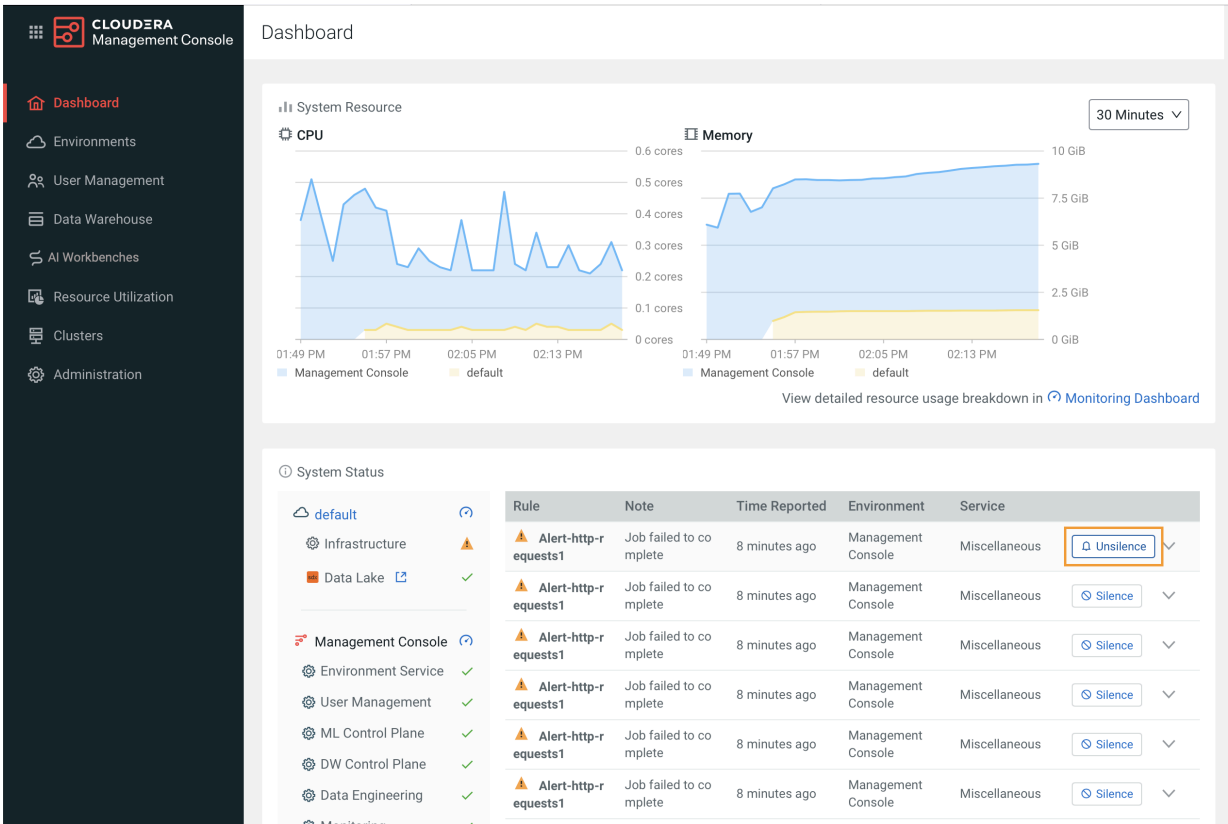 CLOUDΞRA
Management Console
Dashboard
Dashboard
Environments
User Management
Data Warehouse
AI Workbenches
Resource Utilization
Clusters
Administration
System Resource
30 Minutes
CPU
0.6 cores
0.5 cores
0.4 cores
0.3 cores
0.2 cores
0.1 cores
0 cores
01:49 PM 01:57 PM 02:05 PM 02:13 PM
Management Console default
Memory
10 GiB
7.5 GiB
5 GiB
2.5 GiB
0 GiB
01:49 PM 01:57 PM 02:05 PM 02:13 PM
Management Console default
View detailed resource usage breakdown in Monitoring Dashboard
System Status
default
Infrastructure
Data Lake
Management Console
Environment Service
User Management
ML Control Plane
DW Control Plane
Data Engineering
Monitoring
Rule Note Time Reported Environment Service
Alert-http-r Job failed to co 8 minutes ago Management Miscellaneous Unsilence
equests1 mplete Console
Alert-http-r Job failed to co 8 minutes ago Management Miscellaneous Silence
equests1 mplete Console
Alert-http-r Job failed to co 8 minutes ago Management Miscellaneous Silence
equests1 mplete Console
Alert-http-r Job failed to co 8 minutes ago Management Miscellaneous Silence
equests1 mplete Console
Alert-http-r Job failed to co 8 minutes ago Management Miscellaneous Silence
equests1 mplete Console
Alert-http-r Job failed to co 8 minutes ago Management Miscellaneous Silence
equests1 mplete Console